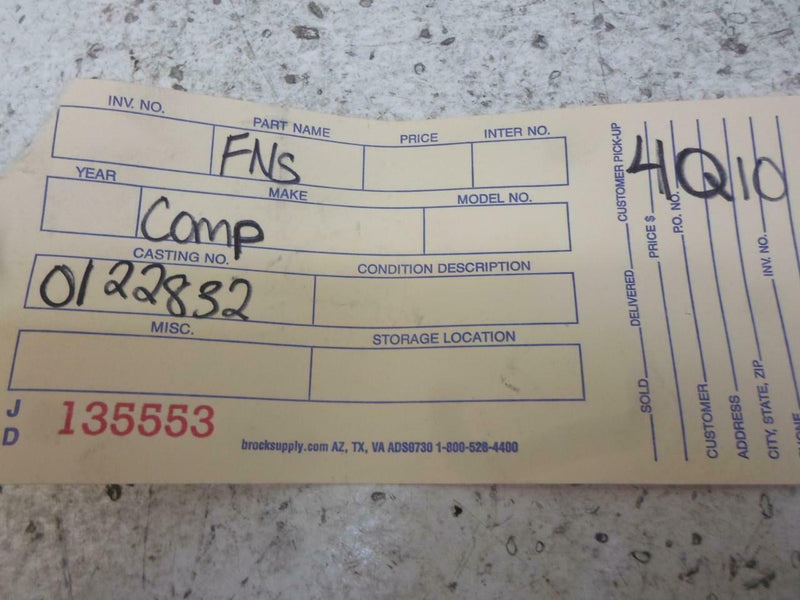 INV. NO. PART NAME PRICE INTER NO.
FNS
YEAR MAKE MODEL NO.
Comp
CASTING NO. CONDITION DESCRIPTION
0122832
MISC. STORAGE LOCATION
J D 135553
brocksupply.com AZ, TX, VA ADS0730 1-800-528-4400
SOLD DELIVERED CUSTOMER PICK-UP
PRICE $
P.O. NO.
CUSTOMER
ADDRESS
CITY, STATE, ZIP INV. NO.
4Q10